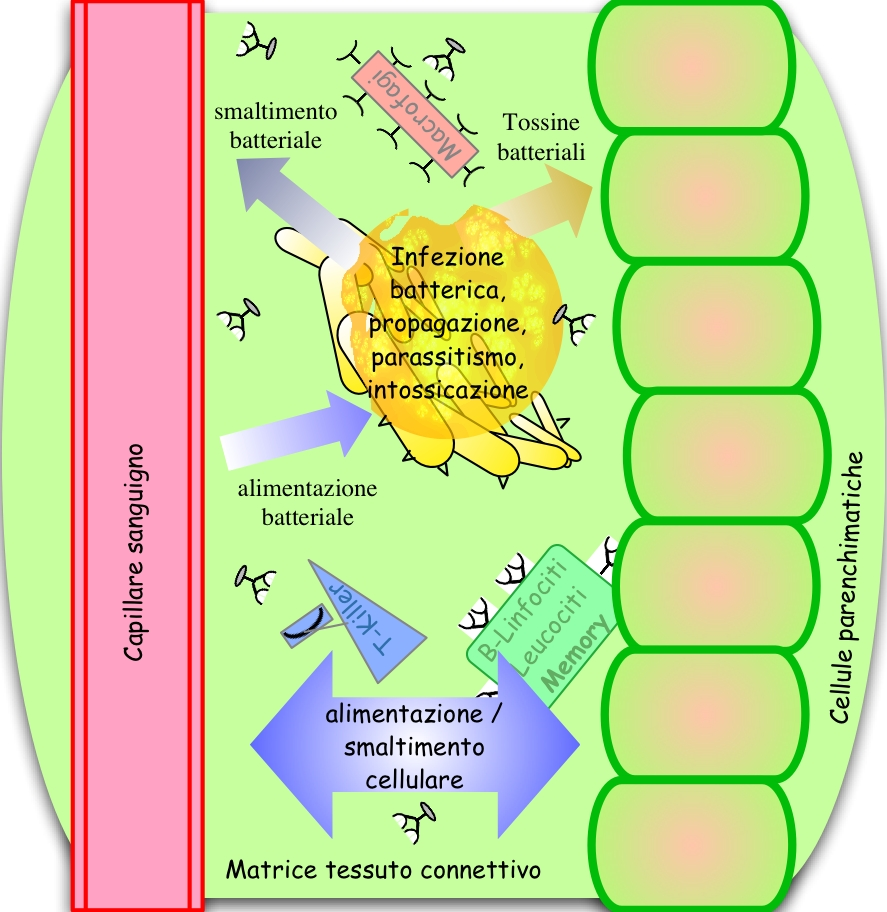 Macrofagi
smaltimento
batteriale
Tossine
batteriali
Infezione
batterica,
propagazione,
parassitismo,
intossicazione
alimentazione
batteriale
Capillare sanguigno
Cellule parenchimatiche
T-Killer
B-Linfociti
Leucociti
Memory
alimentazione /
smaltimento
cellulare
Matrice tessuto connettivo